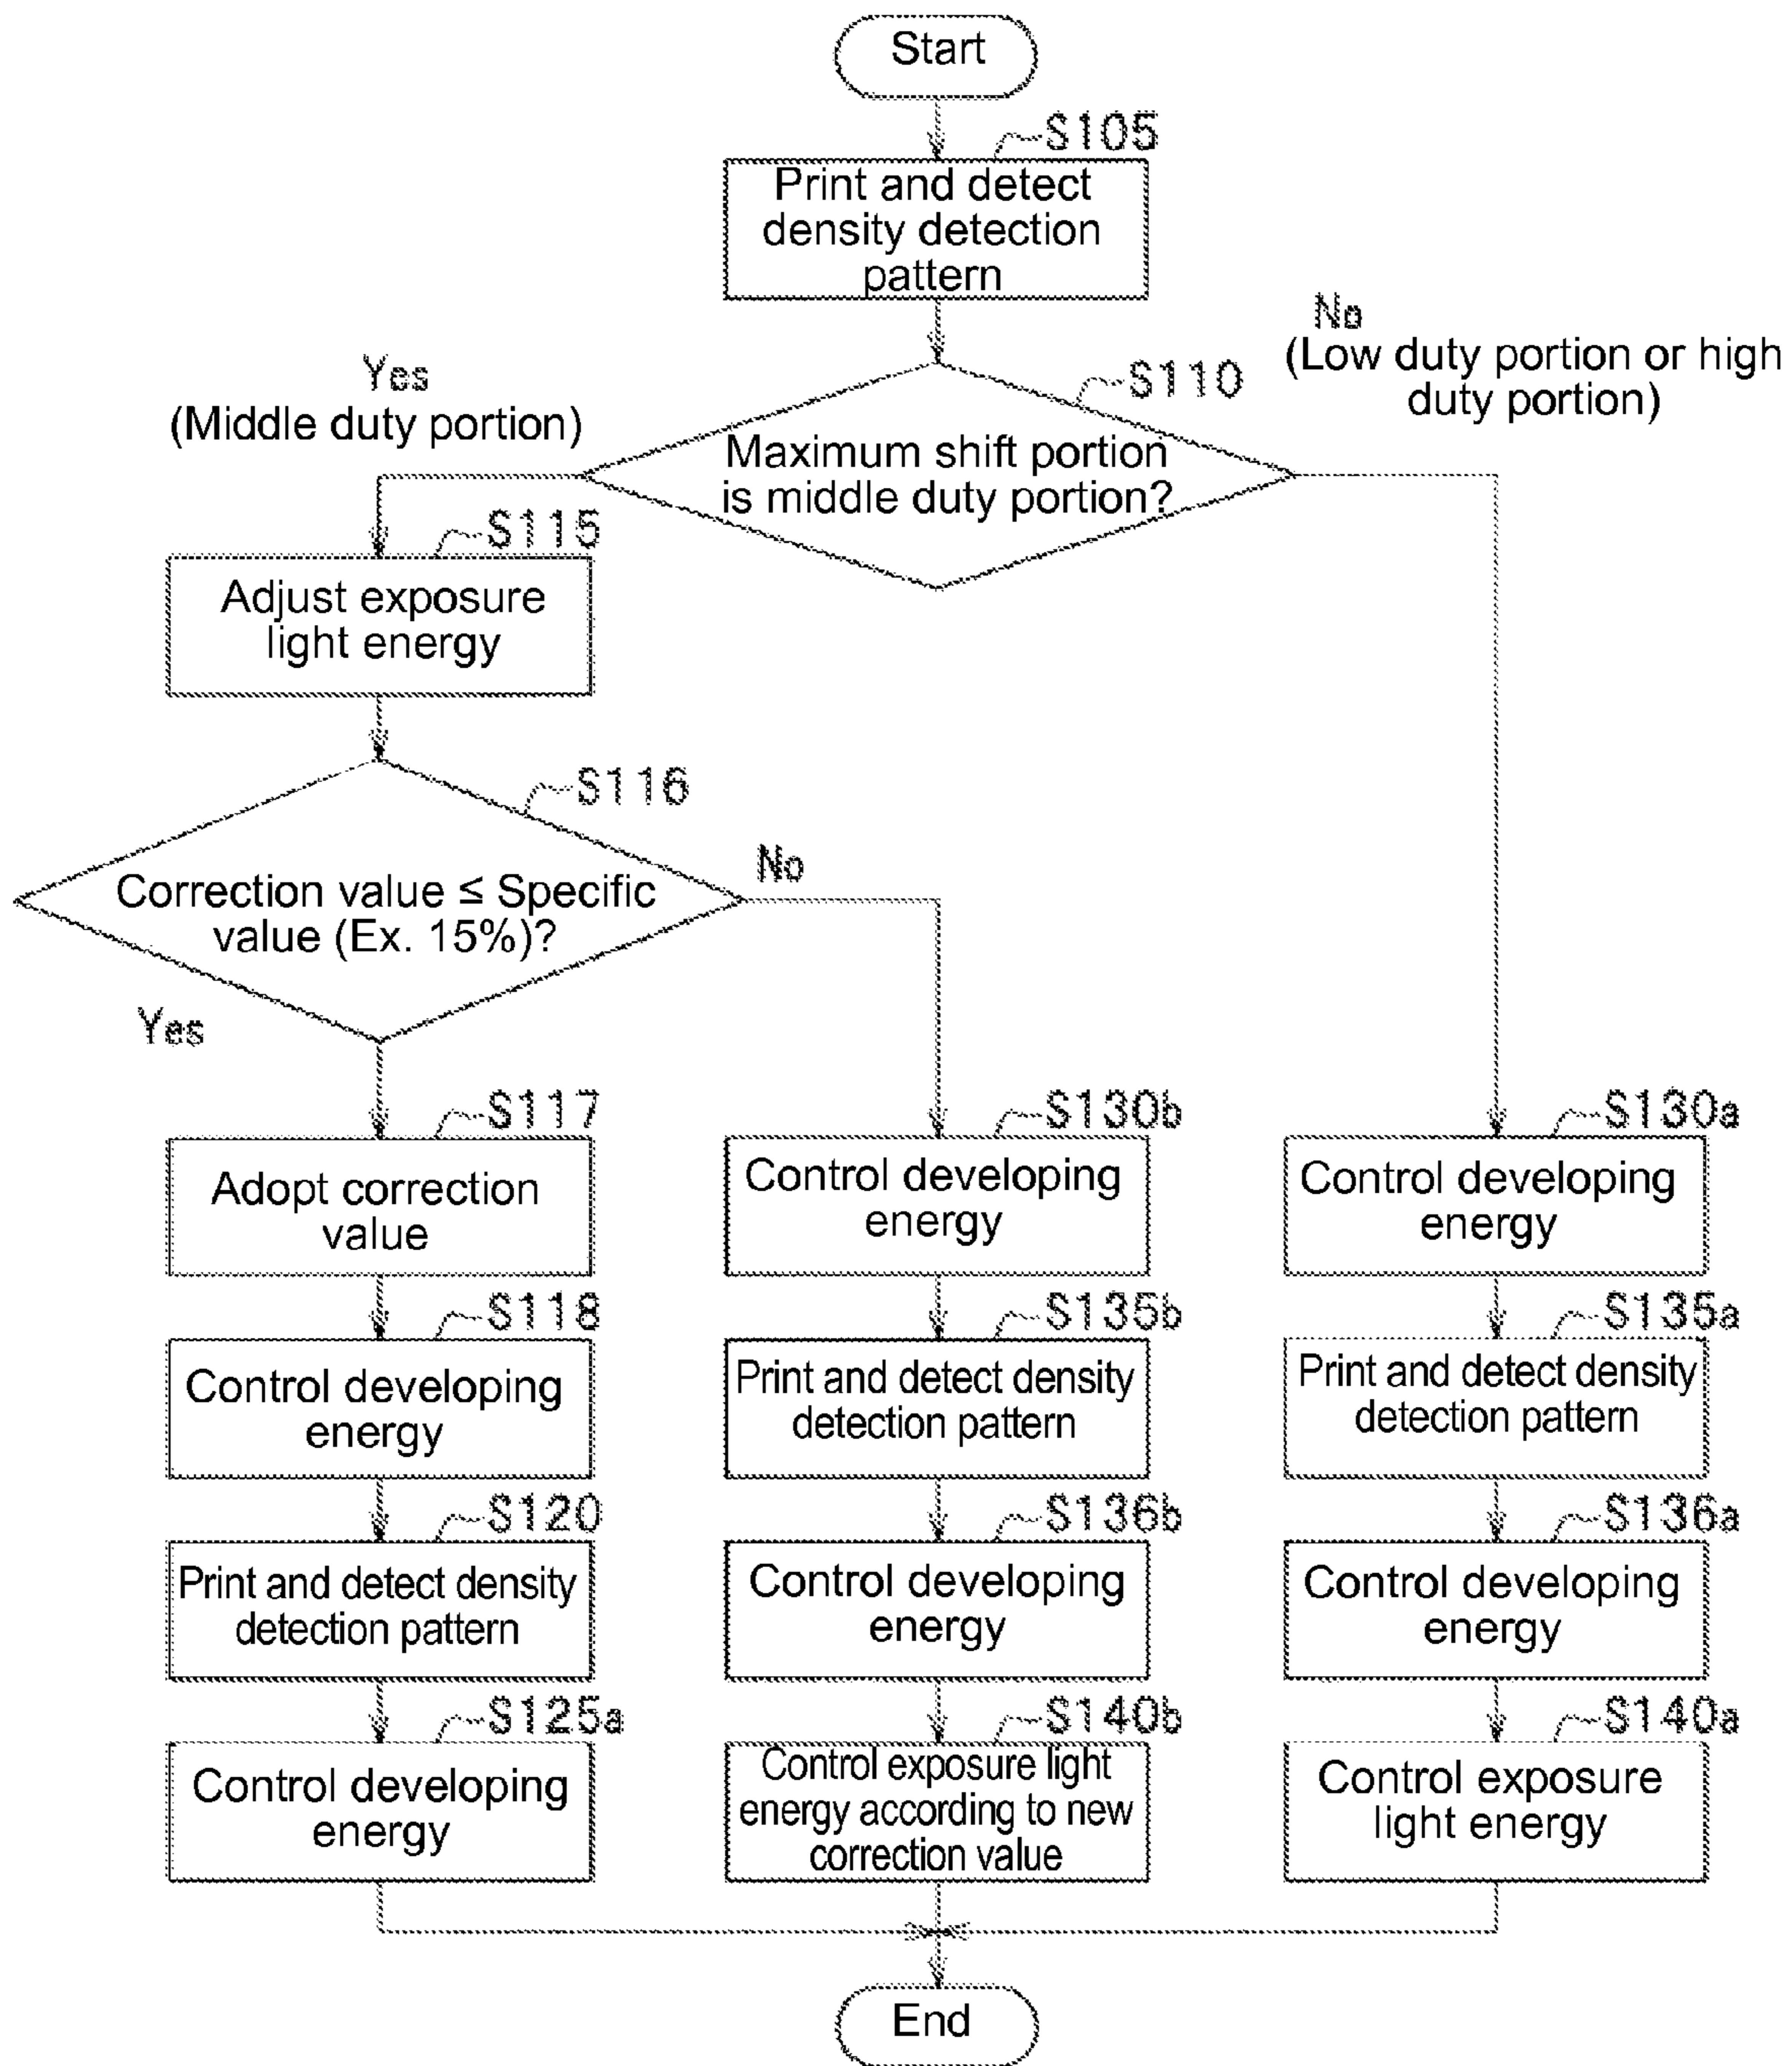 Start
S105
Print and detect
density detection
pattern
No
(Low duty portion or high
duty portion)
Yes
(Middle duty portion)
S110
Maximum shift portion
is middle duty portion?
S115
Adjust exposure
light energy
S116
Correction value ≤ Specific
value (Ex. 15%)?
No
Yes
S117
Adopt correction
value
S130b
Control developing
energy
S130a
Control developing
energy
S118
Control developing
energy
S135b
Print and detect density
detection pattern
S135a
Print and detect density
detection pattern
S120
Print and detect density
detection pattern
S136b
Control developing
energy
S136a
Control developing
energy
S125a
Control developing
energy
S140b
Control exposure light
energy according to new
correction value
S140a
Control exposure
light energy
End